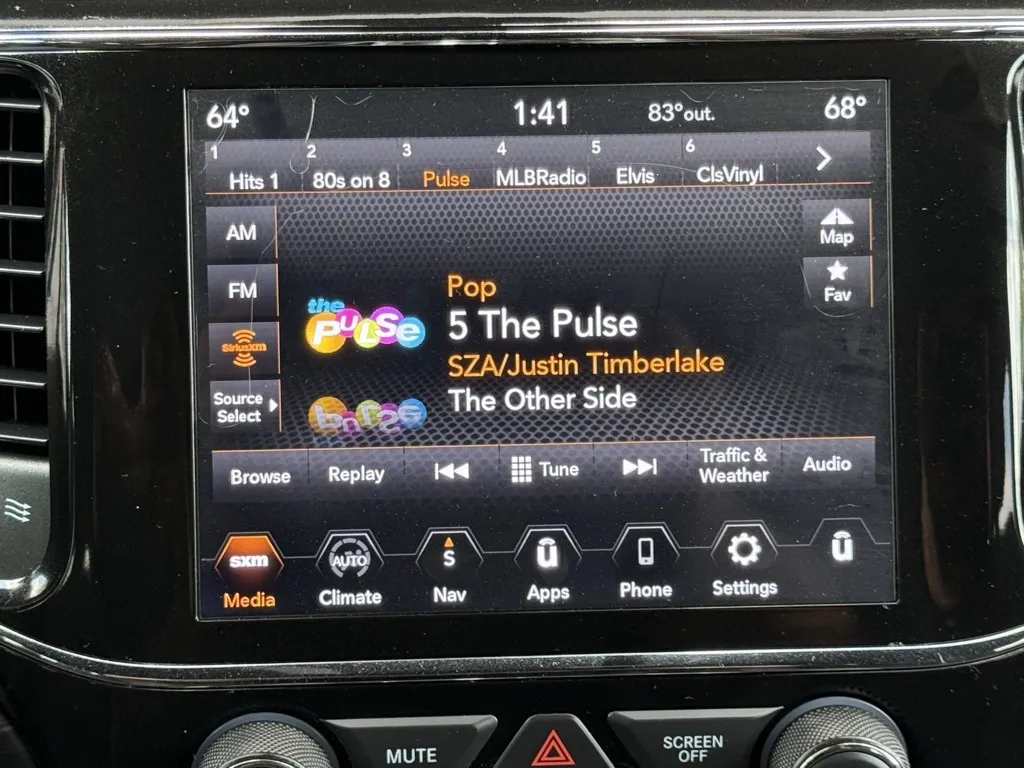 64° 1:41 83°out. 68°
1 2 3 4 5 6
Hits 1 80s on 8 Pulse MLBRadio Elvis ClsVinyl
AM
Map
FM
Fav
SiriusXM
Source
Select
the
PULSE
Pop
5 The Pulse
SZA/Justin Timberlake
The Other Side
Browse Replay Tune Traffic &
Weather Audio
sxm AUTO S
Media Climate Nav Apps Phone Settings
MUTE SCREEN
OFF